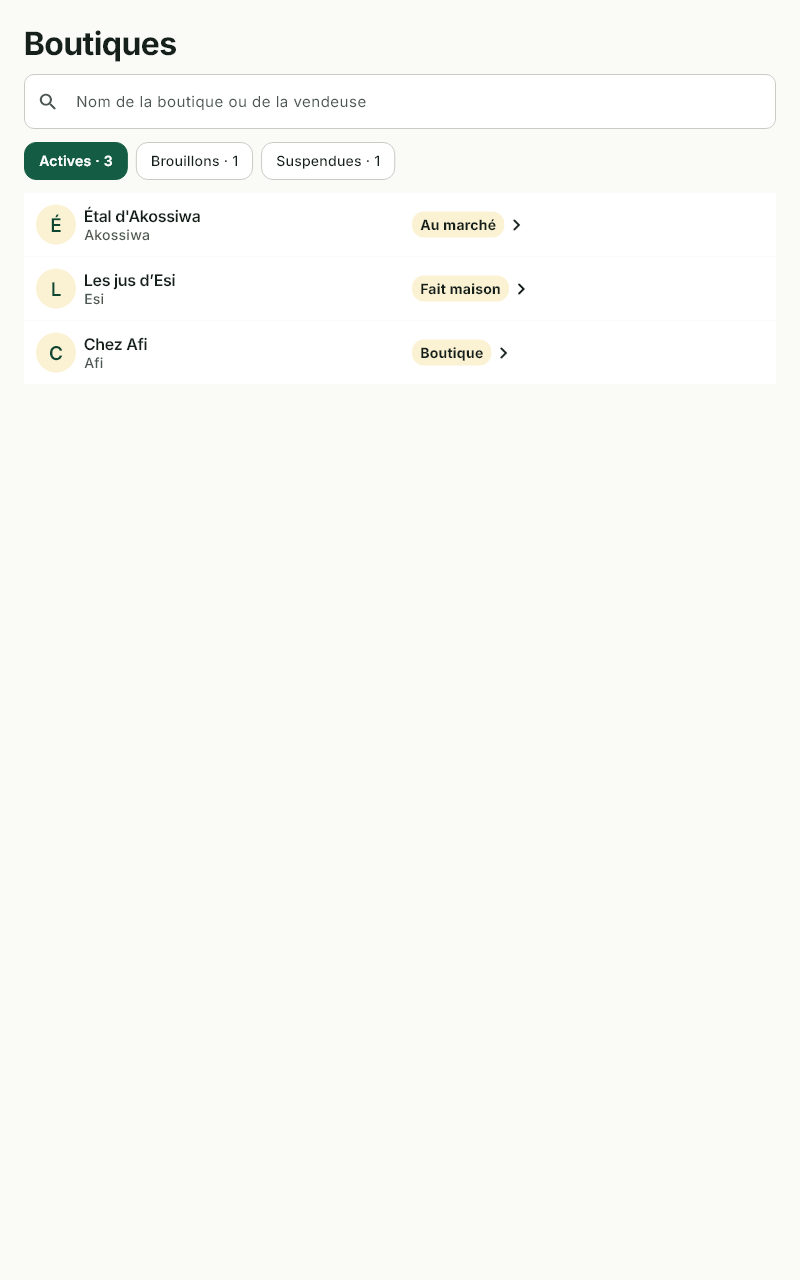 Boutiques
Nom de la boutique ou de la vendeuse
Actives · 3
Brouillons · 1
Suspendues · 1
É
Étal d'Akossiwa
Akossiwa
Au marché
L
Les jus d’Esi
Esi
Fait maison
C
Chez Afi
Afi
Boutique